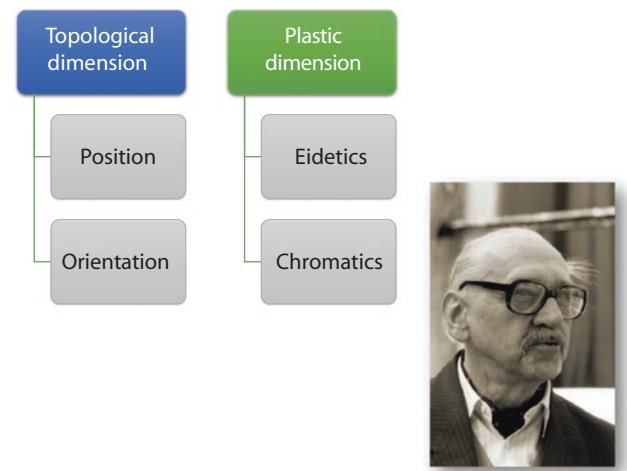 Topological
dimension
Position
Orientation
Plastic
dimension
Eidetics
Chromatics